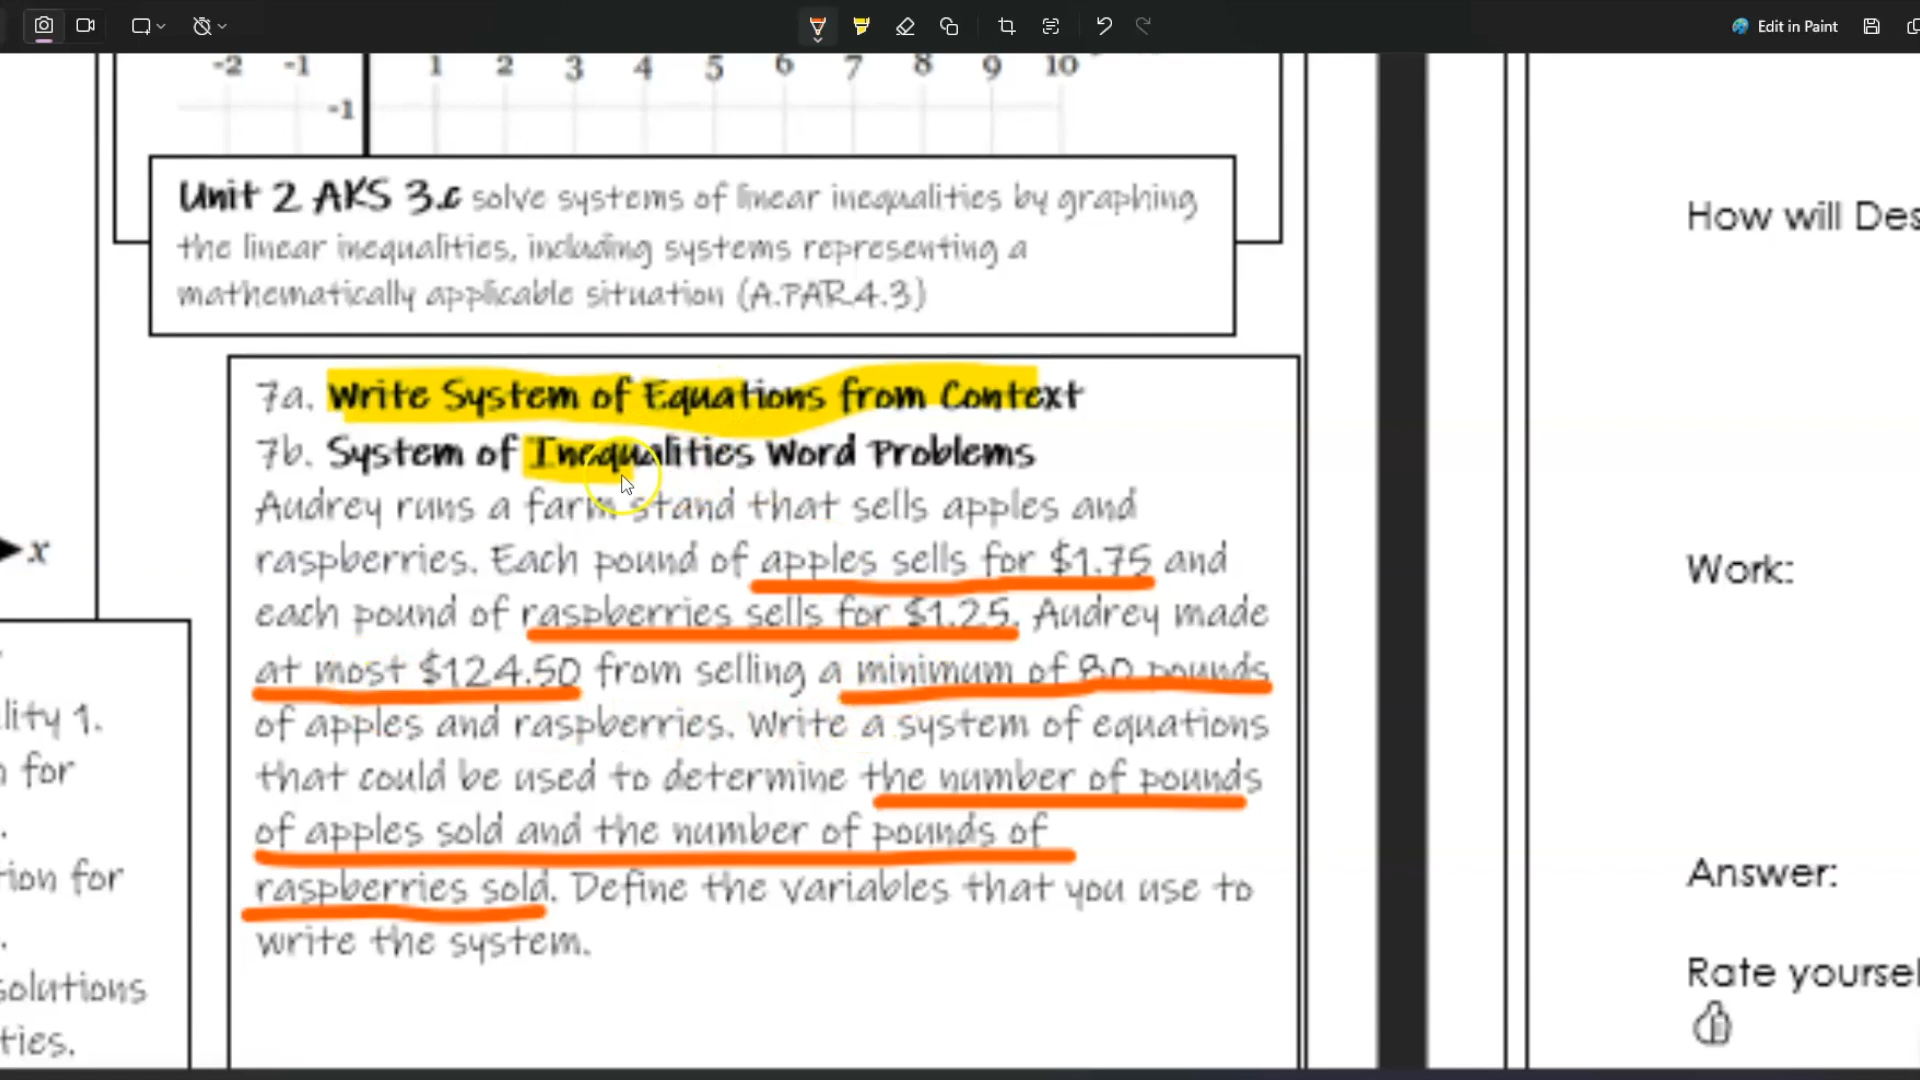 Edit in Paint
-2 -1 1 2 3 4 5 6 7 8 9 10
-1
Unit 2 AKS 3.c solve systems of linear inequalities by graphing
the linear inequalities, including systems representing a
mathematically applicable situation (A.PAR.4.3)
7a. Write System of Equations from Context
7b. System of Inequalities Word Problems
Audrey runs a farm stand that sells apples and
raspberries. Each pound of apples sells for $1.75 and
each pound of raspberries sells for $1.25. Audrey made
at most $124.50 from selling a minimum of 80 pounds
of apples and raspberries. Write a system of equations
that could be used to determine the number of pounds
of apples sold and the number of pounds of
raspberries sold. Define the variables that you use to
write the system.
x
lity 1.
for
.
tion for
.
solutions
ties.
How will Des
Work:
Answer:
Rate yoursel